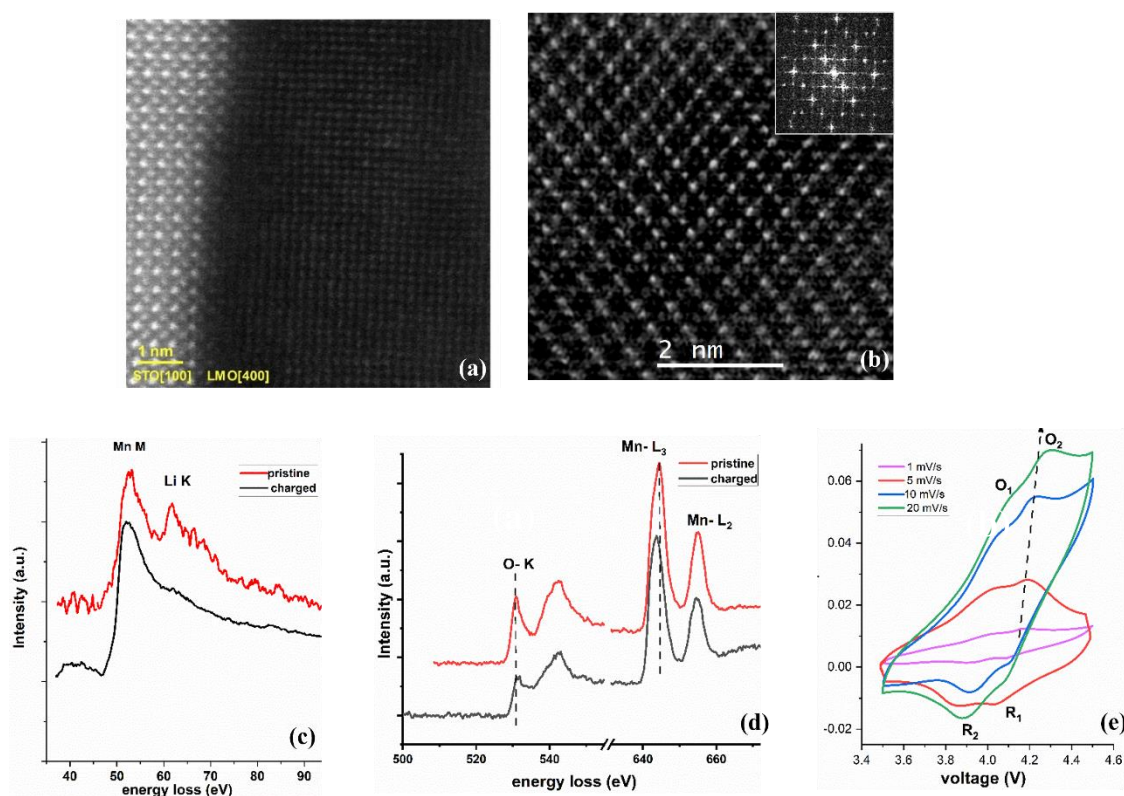 1 nm
STO[100] LMO[400]
(a)
2 nm
(b)
Mn M
Li K
pristine
charged
Intensity (a.u.)
40 50 60 70 80 90
energy loss (eV)
(c)
Mn- L3
Mn- L2
O- K
pristine
charged
Intensity (a.u.)
500 520 540 640 660
energy loss (eV)
(d)
1 mV/s
5 mV/s
10 mV/s
20 mV/s
O1
O2
R1
R2
0.06
0.04
0.02
0.00
-0.02
3.4 3.6 3.8 4.0 4.2 4.4 4.6
voltage (V)
(e)